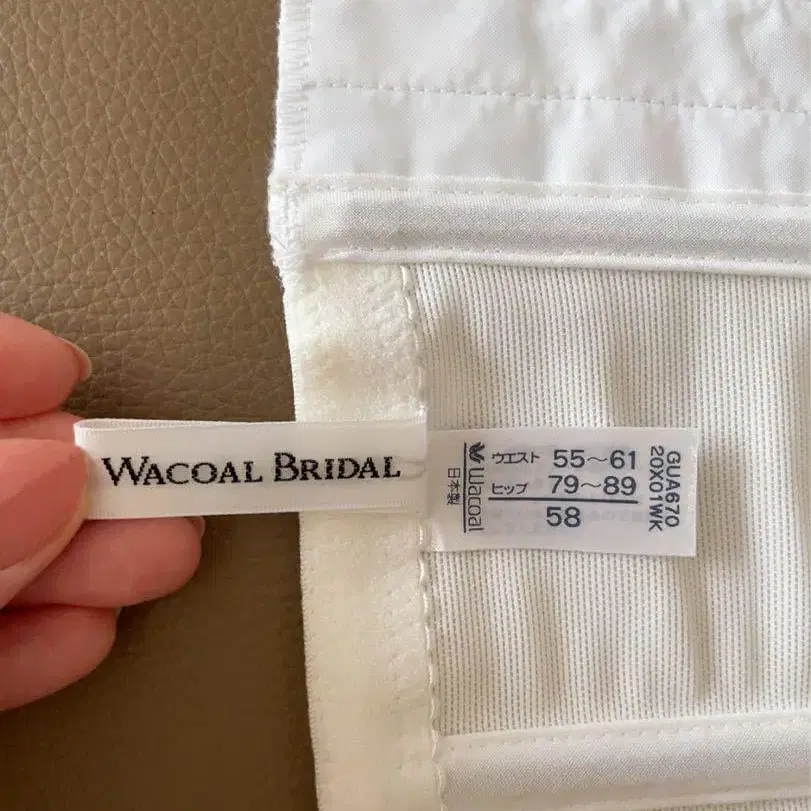 WACOAL BRIDAL
ウエスト 55～61
ヒップ 79～89
58
Wacoal
日本製
GUA670
20X01WK